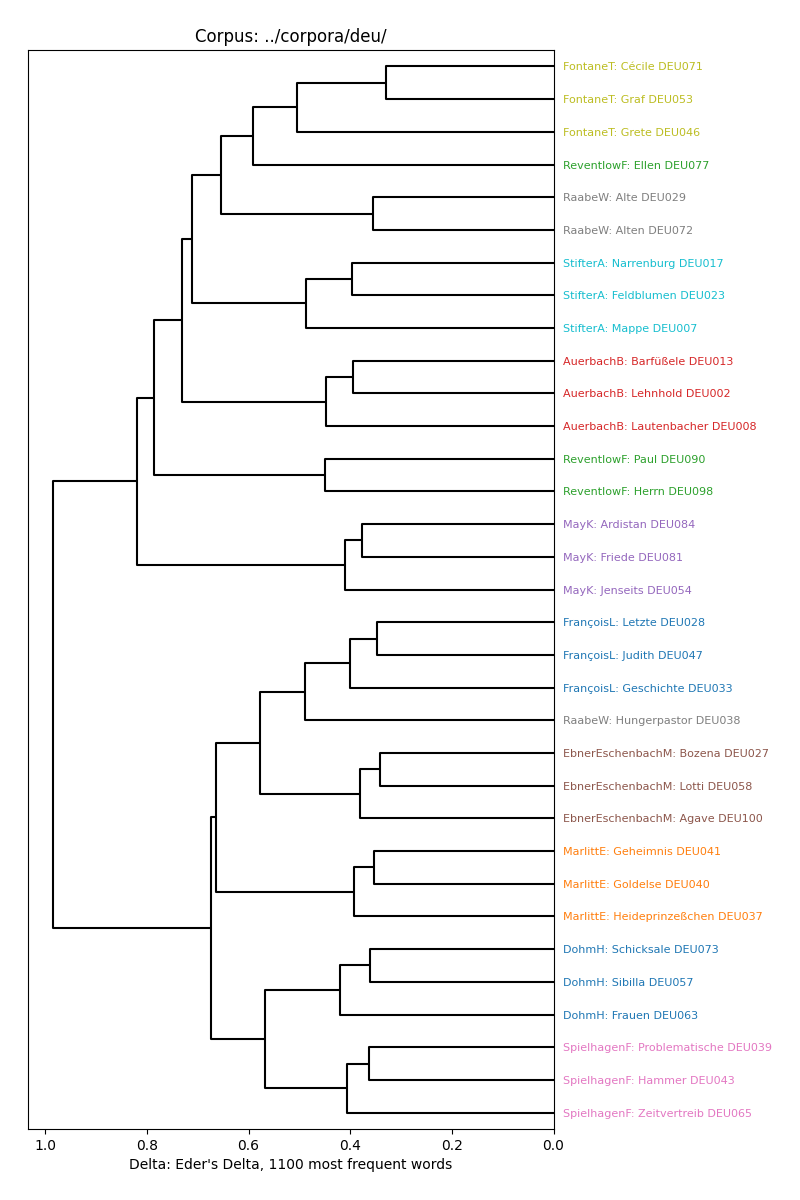 Corpus: ../corpora/deu/
FontaneT: Cécile DEU071
FontaneT: Graf DEU053
FontaneT: Grete DEU046
ReventlowF: Ellen DEU077
RaabeW: Alte DEU029
RaabeW: Alten DEU072
StifterA: Narrenburg DEU017
StifterA: Feldblumen DEU023
StifterA: Mappe DEU007
AuerbachB: Barfüßele DEU013
AuerbachB: Lehnhold DEU002
AuerbachB: Lautenbacher DEU008
ReventlowF: Paul DEU090
ReventlowF: Herrn DEU098
MayK: Ardistan DEU084
MayK: Friede DEU081
MayK: Jenseits DEU054
FrançoisL: Letzte DEU028
FrançoisL: Judith DEU047
FrançoisL: Geschichte DEU033
RaabeW: Hungerpastor DEU038
EbnerEschenbachM: Bozena DEU027
EbnerEschenbachM: Lotti DEU058
EbnerEschenbachM: Agave DEU100
MarlittE: Geheimnis DEU041
MarlittE: Goldelse DEU040
MarlittE: Heideprinzeßchen DEU037
DohmH: Schicksale DEU073
DohmH: Sibilla DEU057
DohmH: Frauen DEU063
SpielhagenF: Problematische DEU039
SpielhagenF: Hammer DEU043
SpielhagenF: Zeitvertreib DEU065
1.0 0.8 0.6 0.4 0.2 0.0
Delta: Eder's Delta, 1100 most frequent words